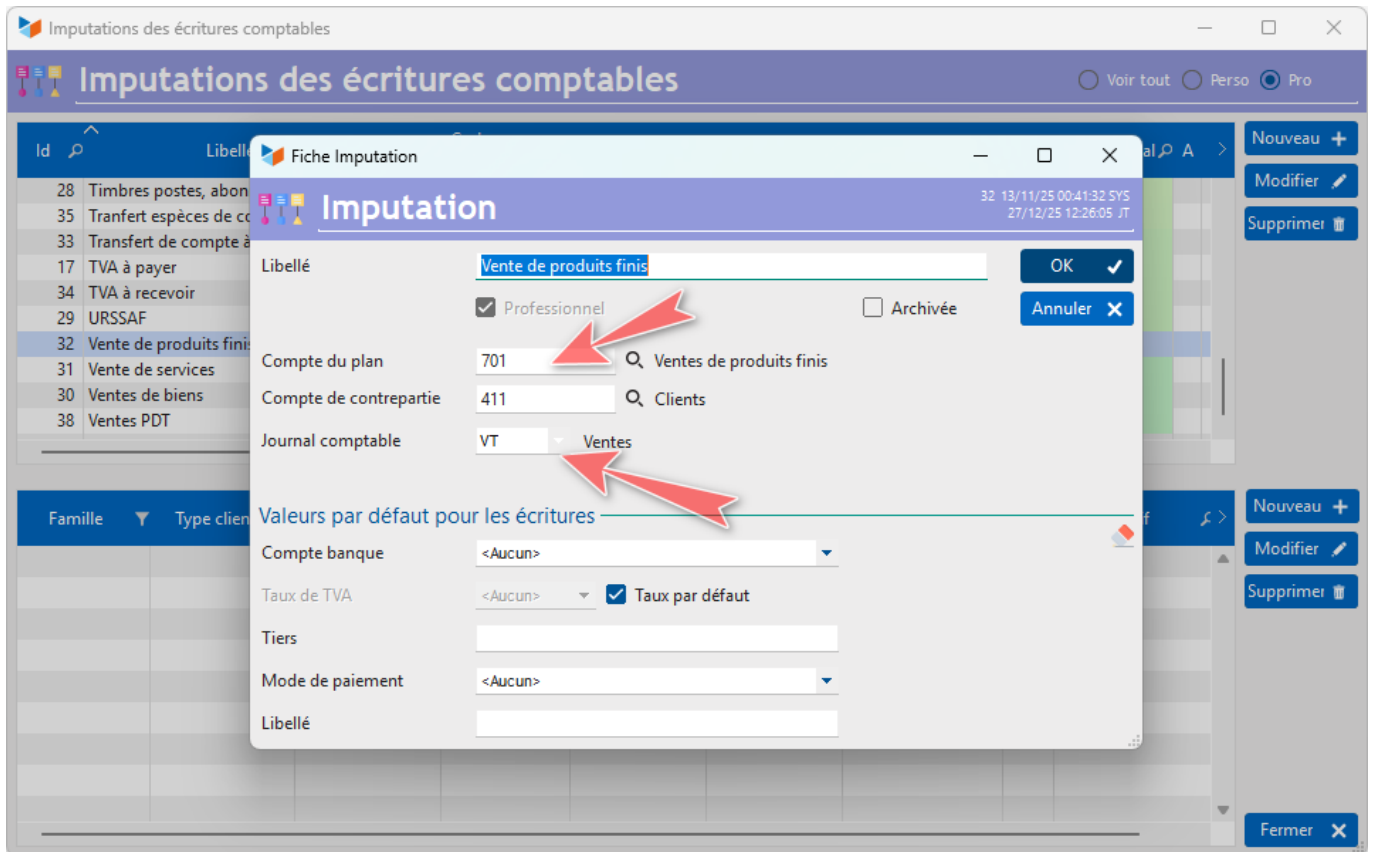 Imputations des écritures comptables
Imputations des écritures comptables
Voir tout Perso Pro
Id Libell
al A
Nouveau
Modifier
Supprimer
28 Timbres postes, abon
35 Tranfert espèces de co
33 Transfert de compte à
17 TVA à payer
34 TVA à recevoir
29 URSSAF
32 Vente de produits finis
31 Vente de services
30 Ventes de biens
38 Ventes PDT
Fiche Imputation
Imputation
32 13/11/25 00:41:32 SYS
27/12/25 12:26:05 JT
Libellé Vente de produits finis
OK
Professionnel Archivée
Annuler
Compte du plan 701 Ventes de produits finis
Compte de contrepartie 411 Clients
Journal comptable VT Ventes
Valeurs par défaut pour les écritures
Compte banque <Aucun>
Taux de TVA <Aucun> Taux par défaut
Tiers
Mode de paiement <Aucun>
Libellé
Famille Type clien
f
Nouveau
Modifier
Supprimer
Fermer